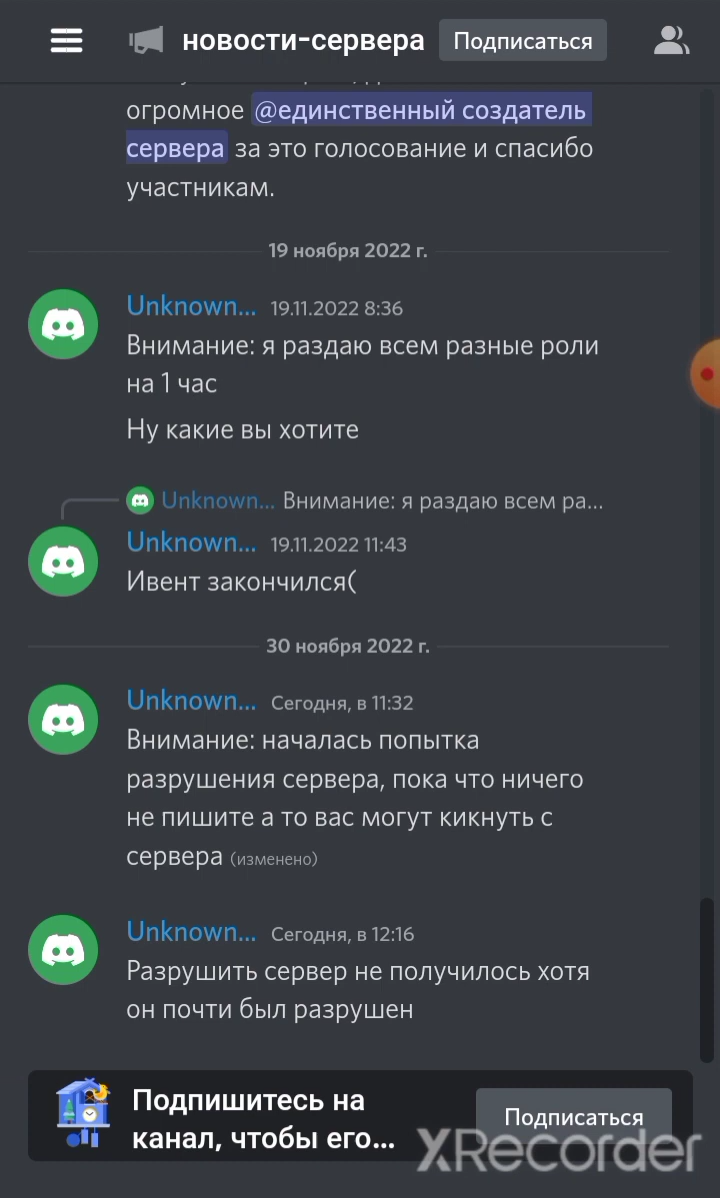 новости-сервера
Подписаться
огромное @единственный создатель
сервера за это голосование и спасибо
участникам.
19 ноября 2022 г.
Unknown... 19.11.2022 8:36
Внимание: я раздаю всем разные роли
на 1 час
Ну какие вы хотите
Unknown... Внимание: я раздаю всем ра...
Unknown... 19.11.2022 11:43
Ивент закончился(
30 ноября 2022 г.
Unknown... Сегодня, в 11:32
Внимание: началась попытка
разрушения сервера, пока что ничего
не пишите а то вас могут кикнуть с
сервера (изменено)
Unknown... Сегодня, в 12:16
Разрушить сервер не получилось хотя
он почти был разрушен
Подпишитесь на
канал, чтобы его...
Подписаться
XRecorder